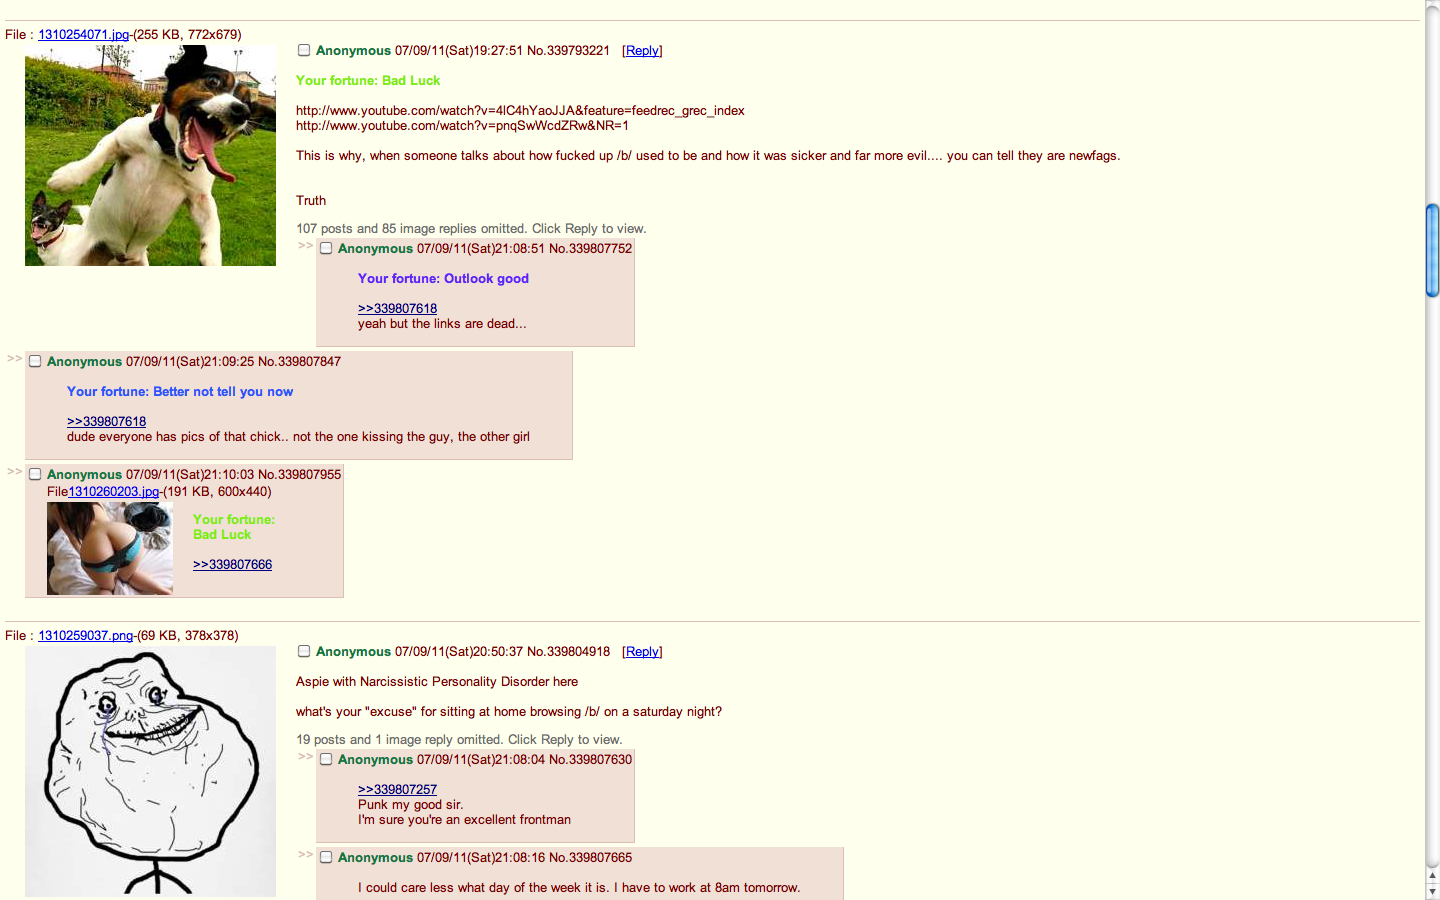 File : 1310254071.jpg-(255 KB, 772x679)
Anonymous 07/09/11(Sat)19:27:51 No.339793221 [Reply]
Your fortune: Bad Luck
http://www.youtube.com/watch?v=4lC4hYaoJJA&feature=feedrec_grec_index
http://www.youtube.com/watch?v=pnqSwWcdZRw&NR=1
This is why, when someone talks about how fucked up /b/ used to be and how it was sicker and far more evil.... you can tell they are newfags.
Truth
107 posts and 85 image replies omitted. Click Reply to view.
>> Anonymous 07/09/11(Sat)21:08:51 No.339807752
Your fortune: Outlook good
>>339807618
yeah but the links are dead...
>> Anonymous 07/09/11(Sat)21:09:25 No.339807847
Your fortune: Better not tell you now
>>339807618
dude everyone has pics of that chick.. not the one kissing the guy, the other girl
>> Anonymous 07/09/11(Sat)21:10:03 No.339807955
File1310260203.jpg-(191 KB, 600x440)
Your fortune:
Bad Luck
>>339807666
File : 1310259037.png-(69 KB, 378x378)
Anonymous 07/09/11(Sat)20:50:37 No.339804918 [Reply]
Aspie with Narcissistic Personality Disorder here
what's your "excuse" for sitting at home browsing /b/ on a saturday night?
19 posts and 1 image reply omitted. Click Reply to view.
>> Anonymous 07/09/11(Sat)21:08:04 No.339807630
>>339807257
Punk my good sir.
I'm sure you're an excellent frontman
>> Anonymous 07/09/11(Sat)21:08:16 No.339807665
I could care less what day of the week it is. I have to work at 8am tomorrow.